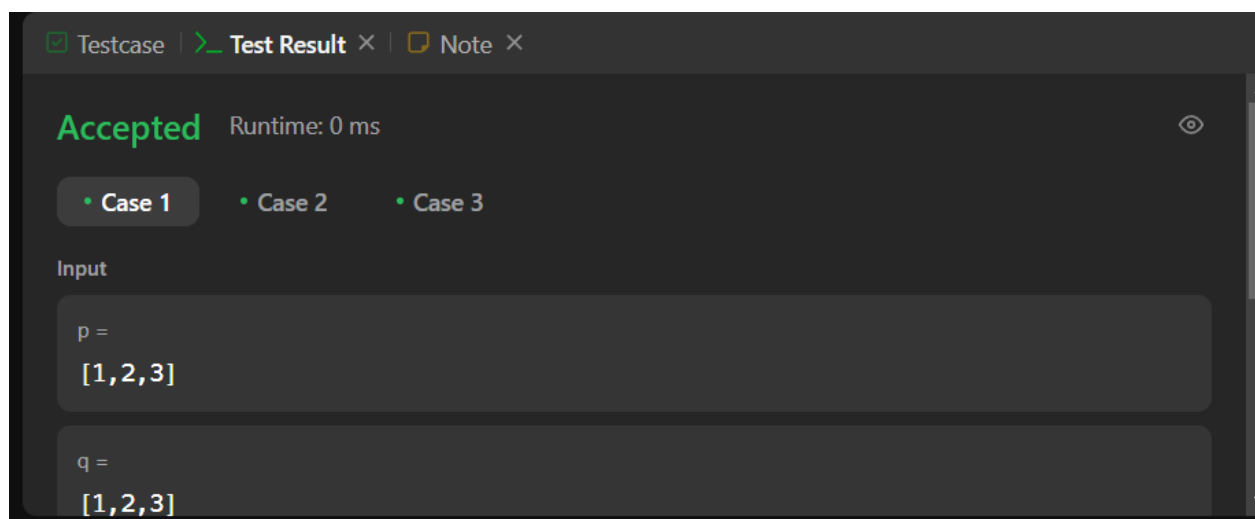 Testcase Test Result Note
Accepted Runtime: 0 ms
Case 1 Case 2 Case 3
Input
p =
[1,2,3]
q =
[1,2,3]